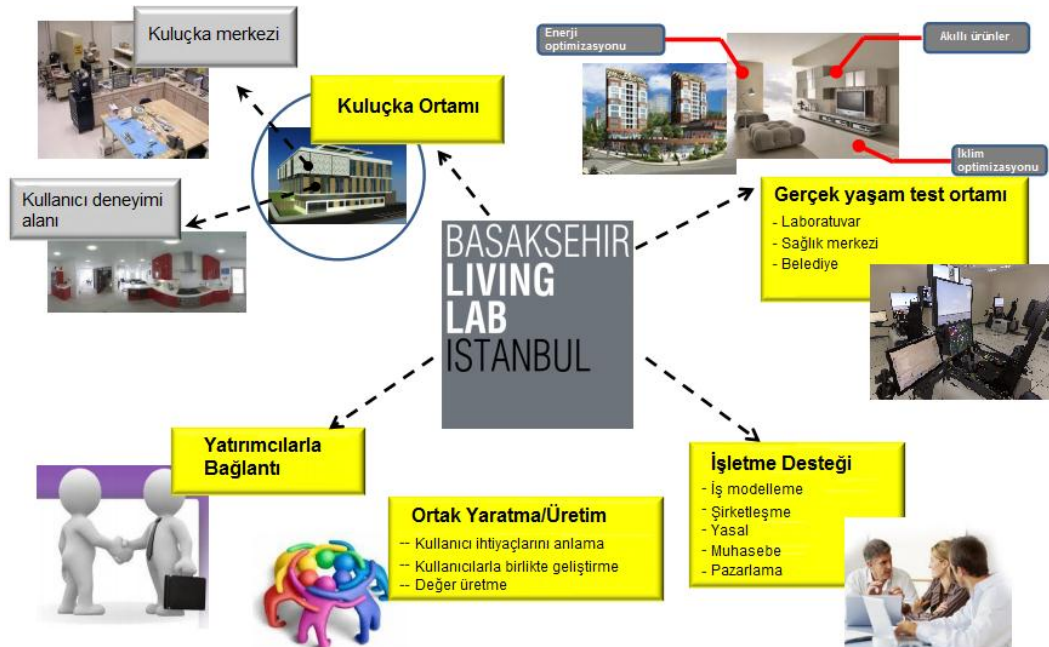 Kuluçka merkezi
Kuluçka Ortamı
Kullanıcı deneyimi
alanı
Enerji
optimizasyonu
Akıllı ürünler
İklim
optimizasyonu
Gerçek yaşam test ortamı
- Laboratuvar
- Sağlık merkezi
- Belediye
BASAKSEHIR
LIVING
LAB
ISTANBUL
Yatırımcılarla
Bağlantı
Ortak Yaratma/Üretim
-- Kullanıcı ihtiyaçlarını anlama
-- Kullanıcılarla birlikte geliştirme
-- Değer üretme
İşletme Desteği
- İş modelleme
- Şirketleşme
- Yasal
- Muhasebe
- Pazarlama